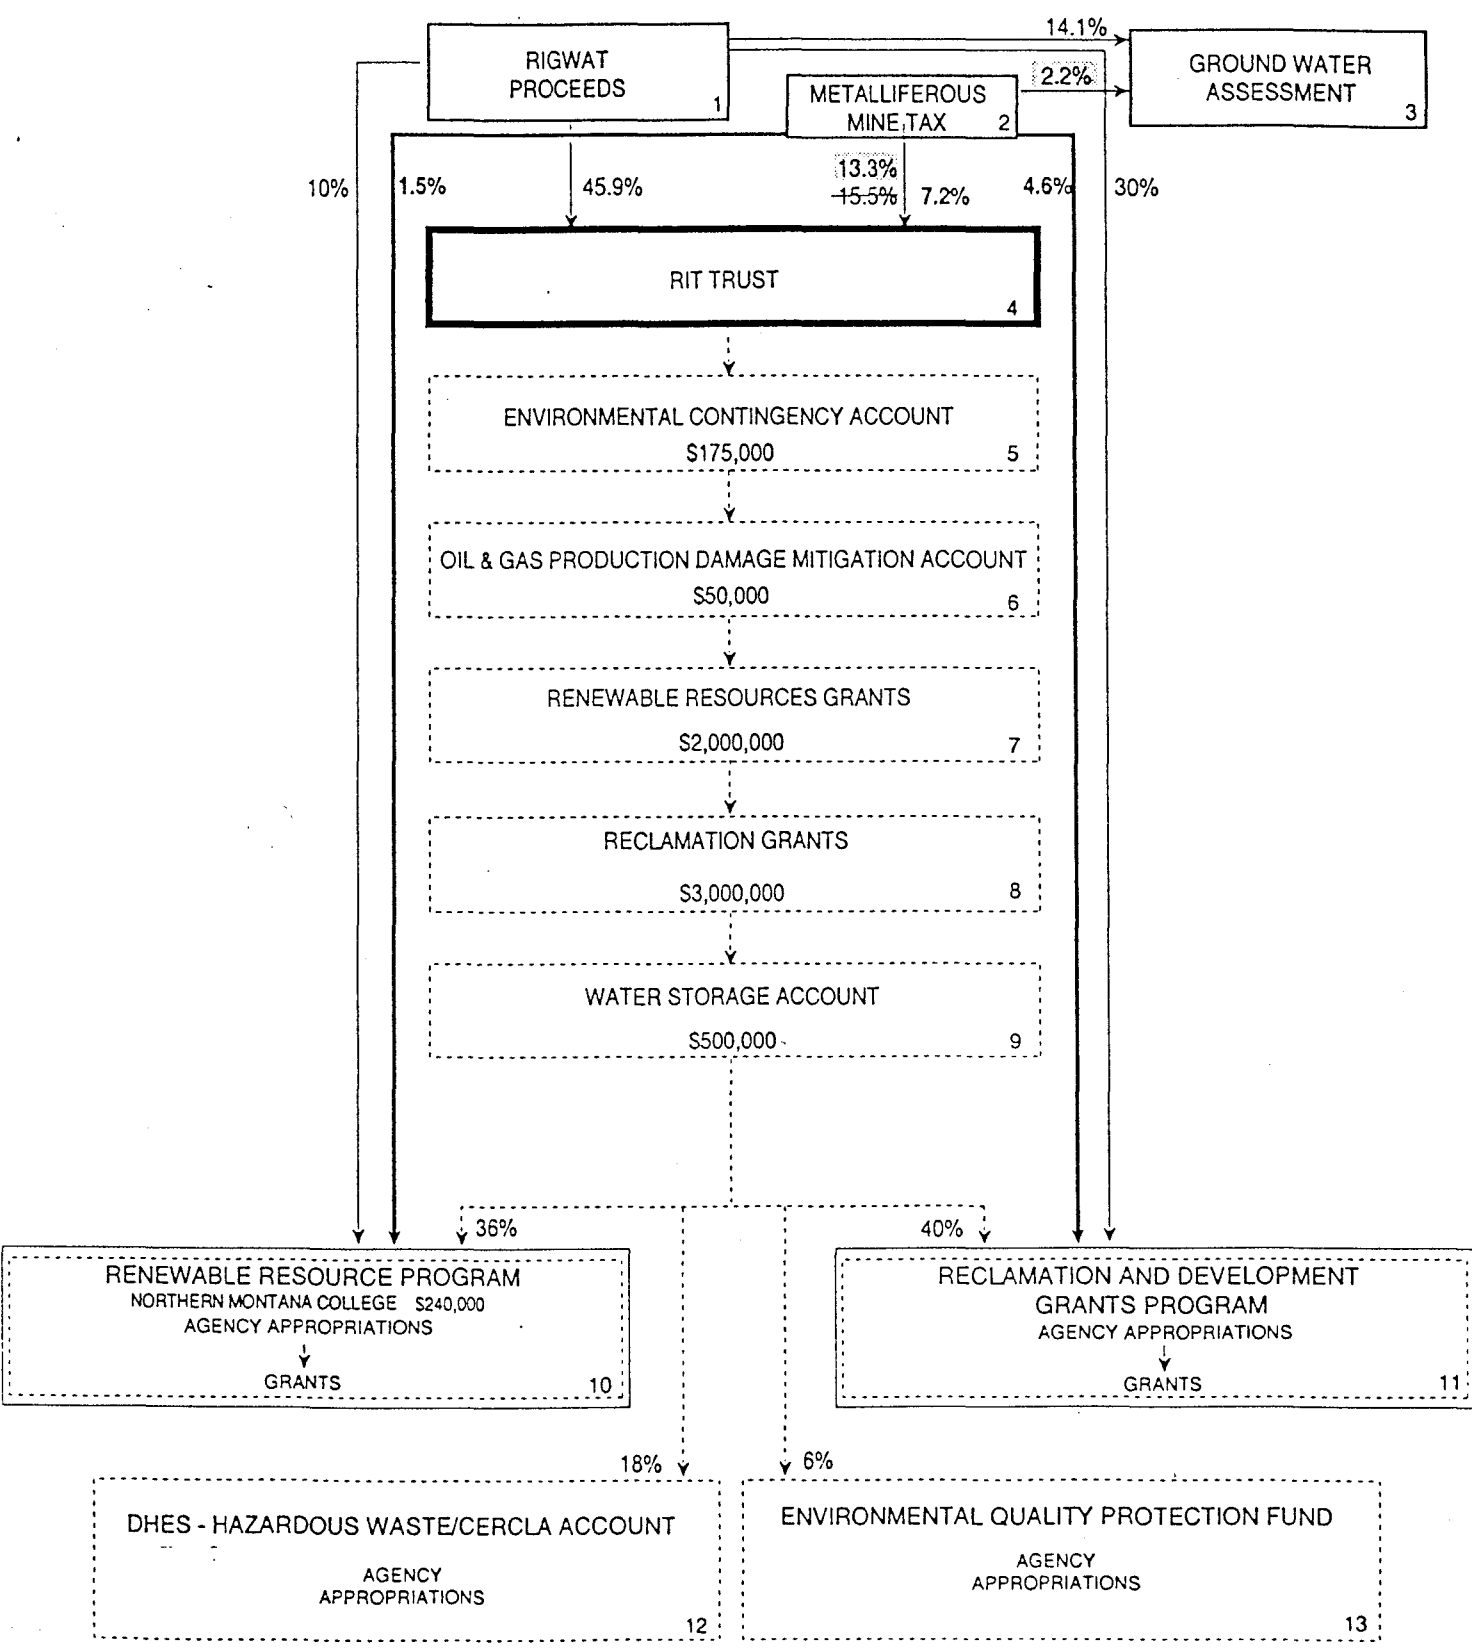 14.1%
RIGWAT
PROCEEDS
1
GROUND WATER
ASSESSMENT
3
2.2%
METALLIFEROUS
MINE TAX
2
10%
1.5%
45.9%
13.3%
15.5%
7.2%
4.6%
30%
RIT TRUST
4
ENVIRONMENTAL CONTINGENCY ACCOUNT
$175,000
5
OIL & GAS PRODUCTION DAMAGE MITIGATION ACCOUNT
$50,000
6
RENEWABLE RESOURCES GRANTS
$2,000,000
7
RECLAMATION GRANTS
$3,000,000
8
WATER STORAGE ACCOUNT
$500,000
9
36%
40%
RENEWABLE RESOURCE PROGRAM
NORTHERN MONTANA COLLEGE $240,000
AGENCY APPROPRIATIONS
GRANTS
10
RECLAMATION AND DEVELOPMENT
GRANTS PROGRAM
AGENCY APPROPRIATIONS
GRANTS
11
18%
6%
DHES - HAZARDOUS WASTE/CERCLA ACCOUNT
AGENCY
APPROPRIATIONS
12
ENVIRONMENTAL QUALITY PROTECTION FUND
AGENCY
APPROPRIATIONS
13